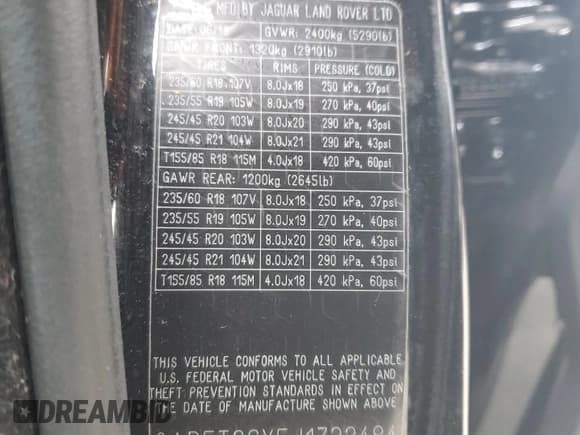 MFD BY JAGUAR LAND ROVER LTD
GVWR: 2400kg (5290lb)
GAWR FRONT: 1320kg (2910lb)
TIRES RIMS PRESSURE (COLD)
235/60 R18 107V 8.0Jx18 250 kPa, 37psi
235/55 R19 105W 8.0Jx19 270 kPa, 40psi
245/45 R20 103W 8.0Jx20 290 kPa, 43psi
245/45 R21 104W 8.0Jx21 290 kPa, 43psi
T155/85 R18 115M 4.0Jx18 420 kPa, 60psi
GAWR REAR: 1200kg (2645lb)
235/60 R18 107V 8.0Jx18 250 kPa, 37psi
235/55 R19 105W 8.0Jx19 270 kPa, 40psi
245/45 R20 103W 8.0Jx20 290 kPa, 43psi
245/45 R21 104W 8.0Jx21 290 kPa, 43psi
T155/85 R18 115M 4.0Jx18 420 kPa, 60psi
THIS VEHICLE CONFORMS TO ALL APPLICABLE
U.S. FEDERAL MOTOR VEHICLE SAFETY AND
THEFT PREVENTION STANDARDS IN EFFECT ON
THE DATE OF MANUFACTURE SHOWN ABOVE
DREAMBID